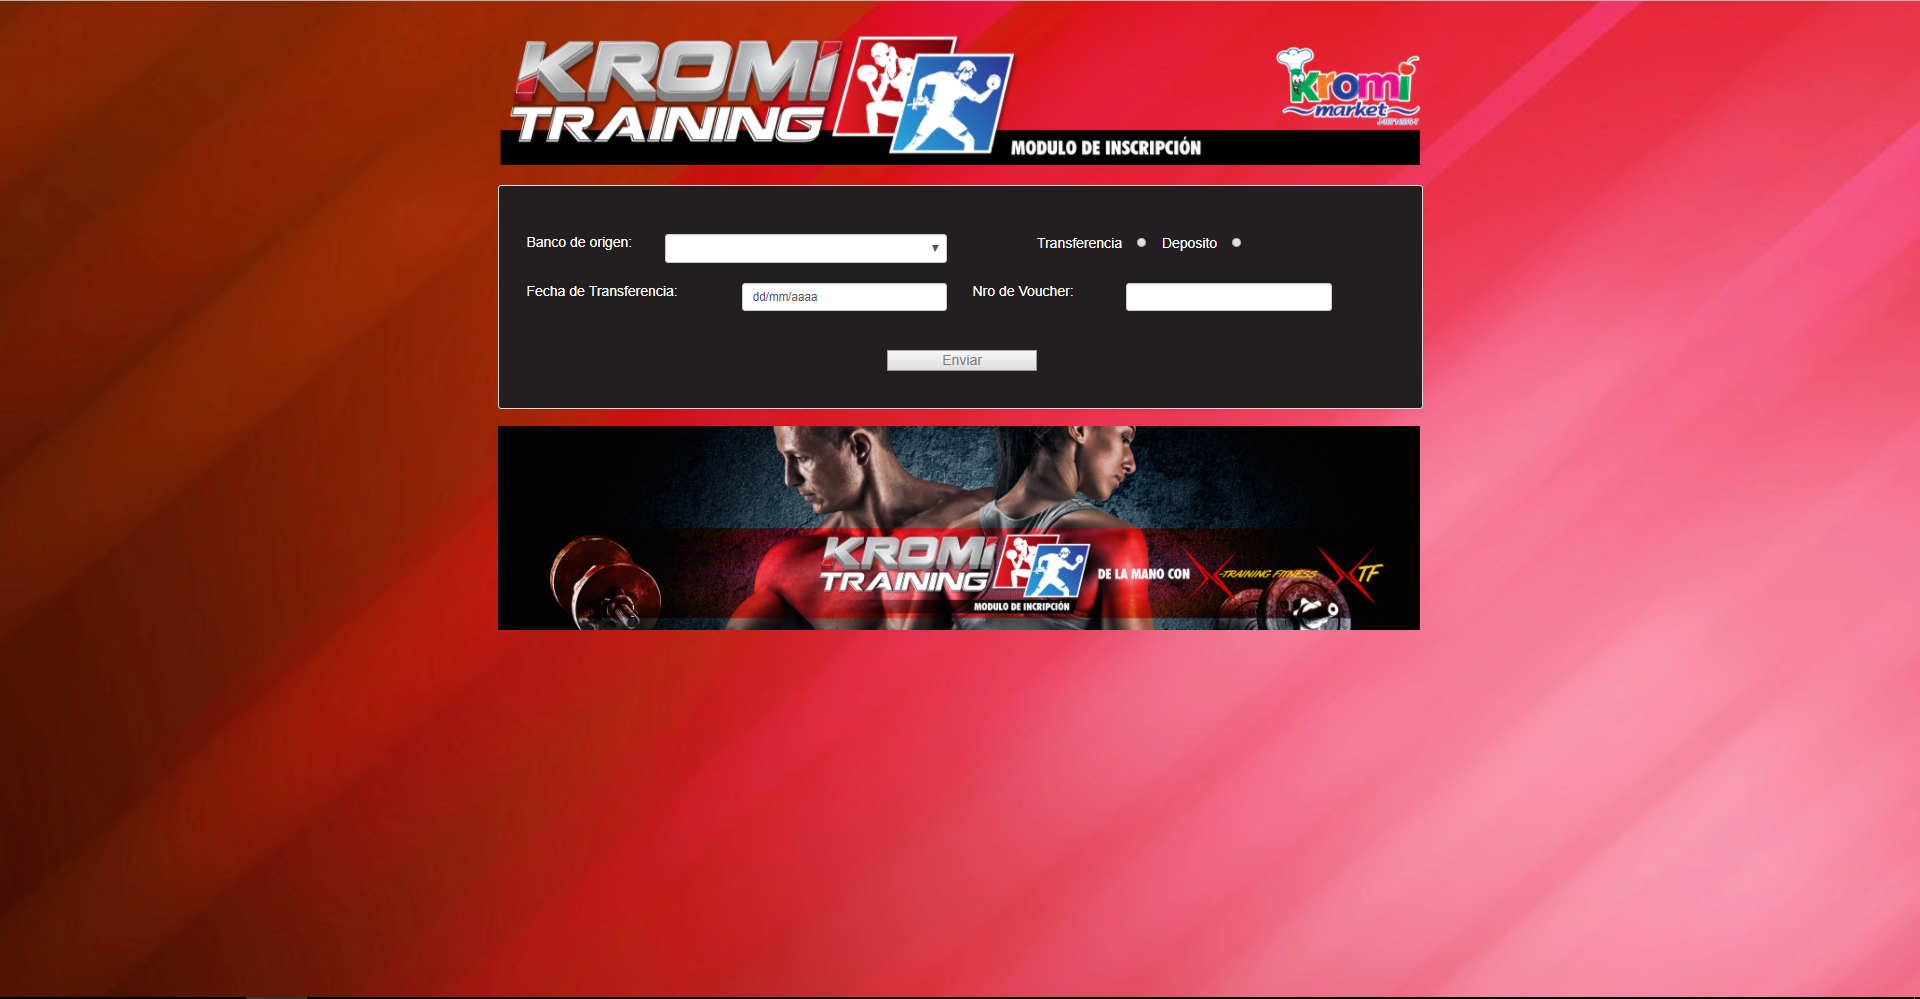 KROMi
TRAINING
kromi
market
MODULO DE INSCRIPCIÓN
Banco de origen:
Transferencia
Deposito
Fecha de Transferencia:
dd/mm/aaaa
Nro de Voucher:
Enviar
KROMi
TRAINING
DE LA MANO CON
X-TRAINING FITNESS
XTF
MODULO DE INCRIPCIÓN